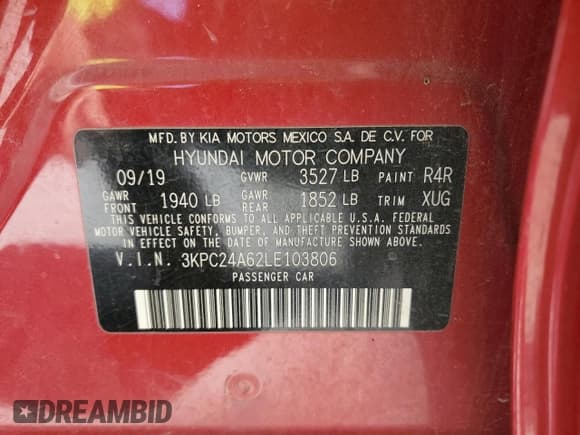 MFD. BY KIA MOTORS MEXICO S.A. DE C.V. FOR
HYUNDAI MOTOR COMPANY
09/19 GVWR 3527 LB PAINT R4R
GAWR FRONT 1940 LB GAWR REAR 1852 LB TRIM XUG
THIS VEHICLE CONFORMS TO ALL APPLICABLE U.S.A. FEDERAL
MOTOR VEHICLE SAFETY, BUMPER, AND THEFT PREVENTION STANDARDS
IN EFFECT ON THE DATE OF MANUFACTURE SHOWN ABOVE.
V.I.N. 3KPC24A62LE103806
PASSENGER CAR
DREAMBID